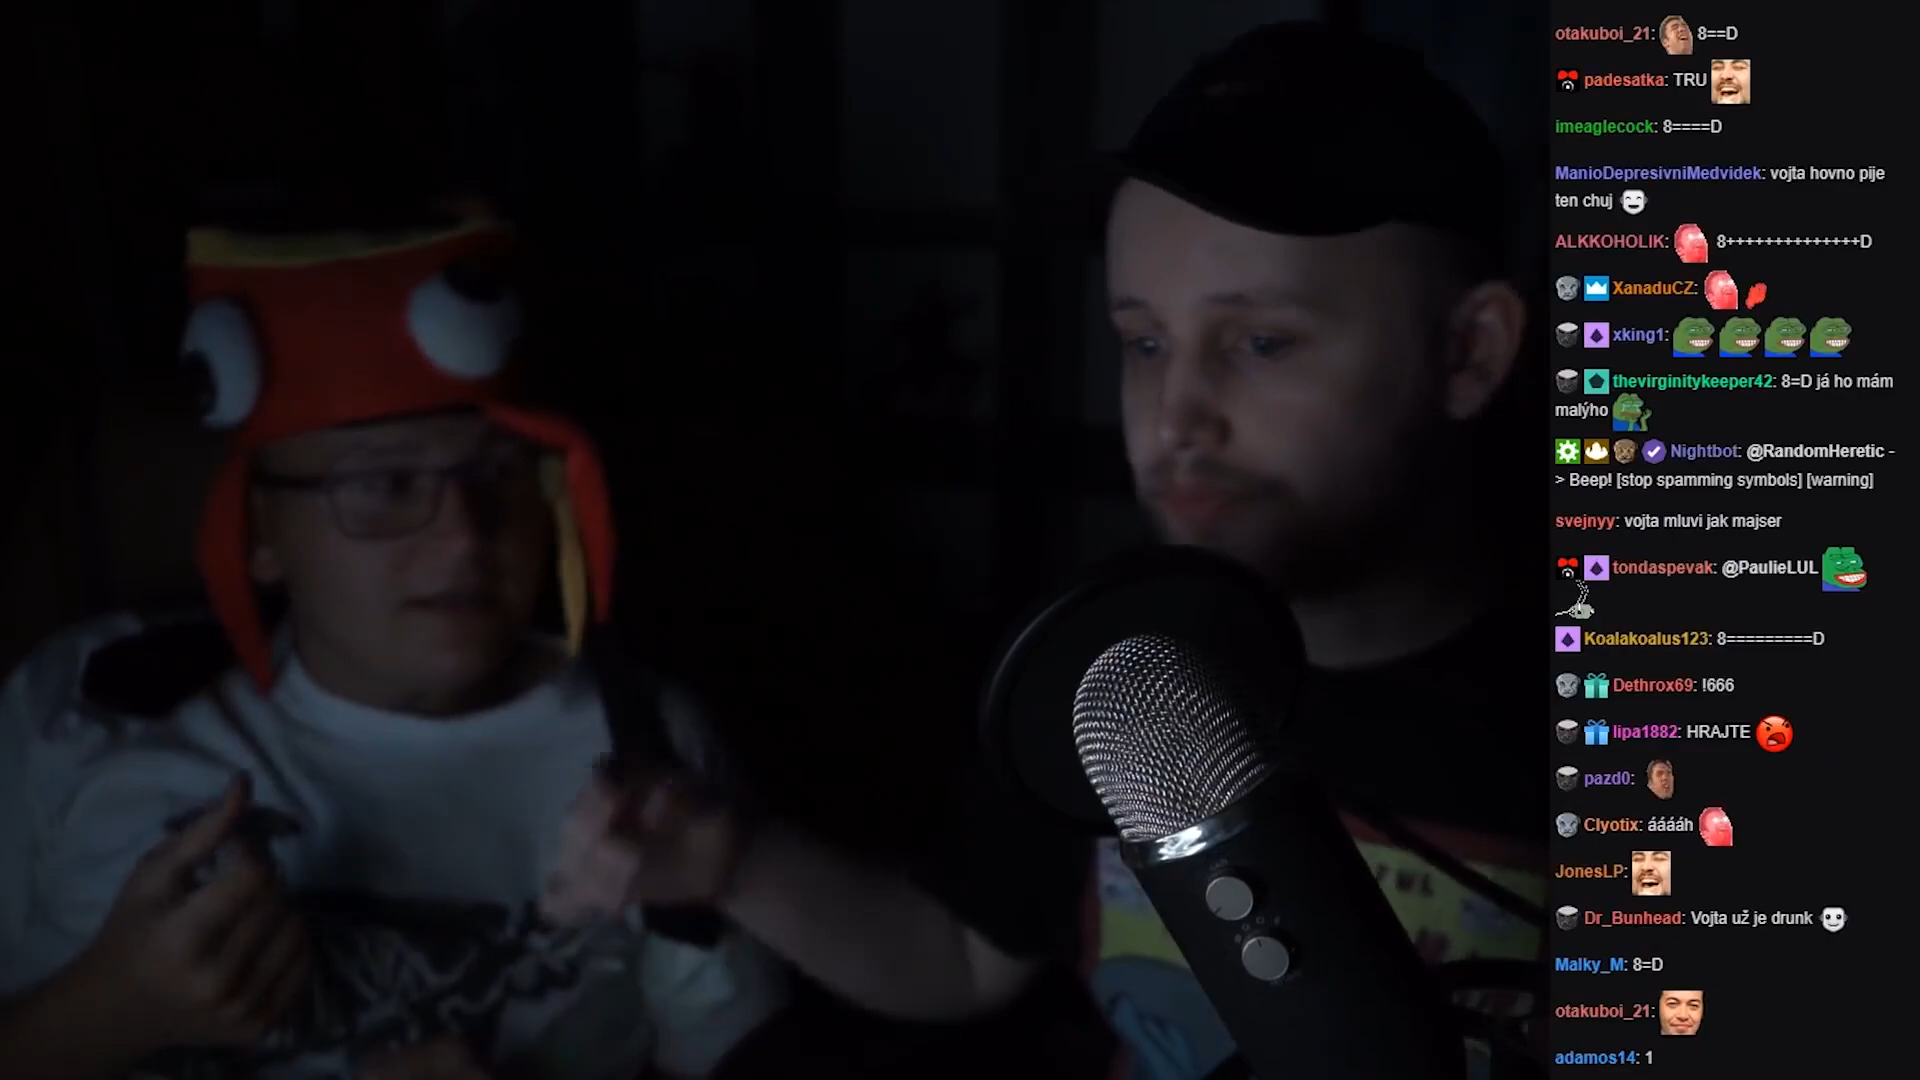 otakuboi_21: 8==D
padesatka: TRU
imeaglecock: 8====D
ManioDepresivniMedvidek: vojta hovno pije
ten chuj
ALKKOHOLIK: 8++++++++++++++D
XanaduCZ:
xking1:
thevirginitykeeper42: 8=D já ho mám
malýho
Nightbot: @RandomHeretic -
> Beep! [stop spamming symbols] [warning]
svejnyy: vojta mluvi jak majser
tondaspevak: @PaulieLUL
Koalakoalus123: 8=========D
Dethrox69: !666
lipa1882: HRAJTE
pazd0:
Clyotix: ááááh
JonesLP:
Dr_Bunhead: Vojta už je drunk
Malky_M: 8=D
otakuboi_21:
adamos14: 1